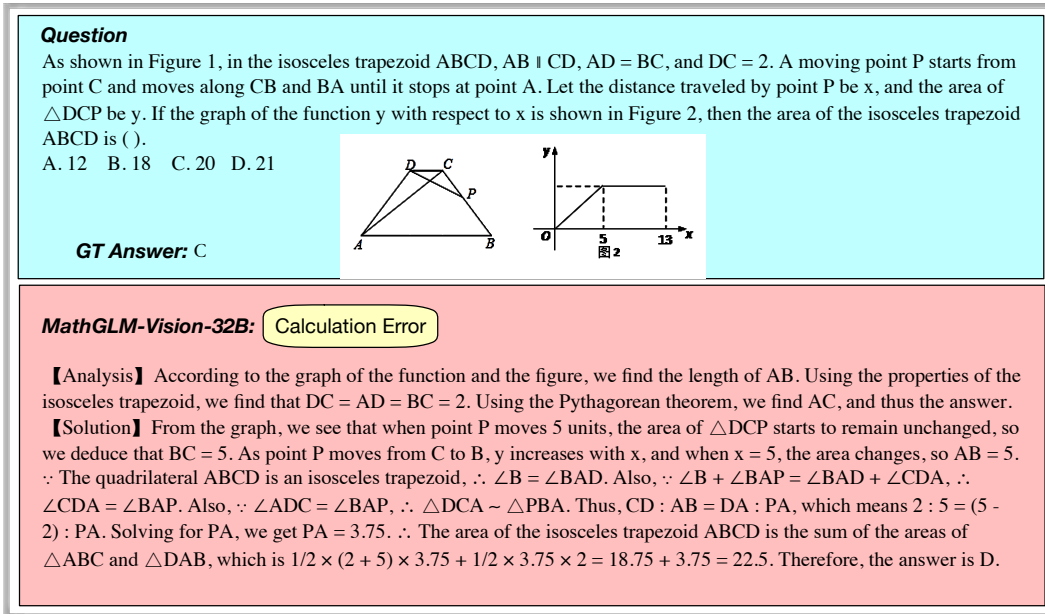 Question
As shown in Figure 1, in the isosceles trapezoid ABCD, AB ∥ CD, AD = BC, and DC = 2. A moving point P starts from
point C and moves along CB and BA until it stops at point A. Let the distance traveled by point P be x, and the area of
△DCP be y. If the graph of the function y with respect to x is shown in Figure 2, then the area of the isosceles trapezoid
ABCD is ( ).
A. 12 B. 18 C. 20 D. 21
D C
P
A B
y
O 5 13 x
图2
GT Answer: C
MathGLM-Vision-32B: Calculation Error
【Analysis】According to the graph of the function and the figure, we find the length of AB. Using the properties of the
isosceles trapezoid, we find that DC = AD = BC = 2. Using the Pythagorean theorem, we find AC, and thus the answer.
【Solution】From the graph, we see that when point P moves 5 units, the area of △DCP starts to remain unchanged, so
we deduce that BC = 5. As point P moves from C to B, y increases with x, and when x = 5, the area changes, so AB = 5.
∵ The quadrilateral ABCD is an isosceles trapezoid, ∴ ∠B = ∠BAD. Also, ∵ ∠B + ∠BAP = ∠BAD + ∠CDA, ∴
∠CDA = ∠BAP. Also, ∵ ∠ADC = ∠BAP, ∴ △DCA ~ △PBA. Thus, CD : AB = DA : PA, which means 2 : 5 = (5 -
2) : PA. Solving for PA, we get PA = 3.75. ∴ The area of the isosceles trapezoid ABCD is the sum of the areas of
△ABC and △DAB, which is 1/2 × (2 + 5) × 3.75 + 1/2 × 3.75 × 2 = 18.75 + 3.75 = 22.5. Therefore, the answer is D.